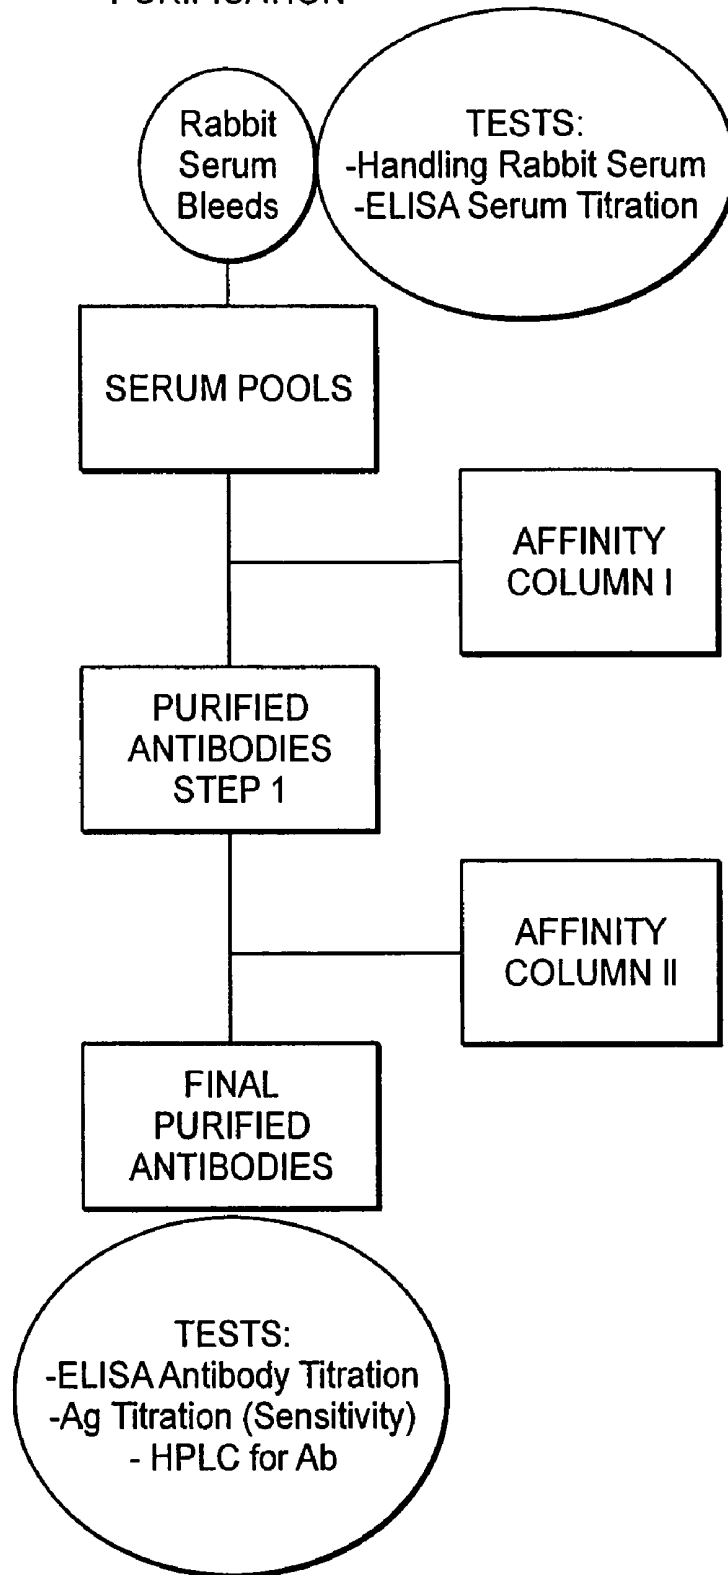 PURIFICATION
Rabbit
Serum
Bleeds
TESTS:
-Handling Rabbit Serum
-ELISA Serum Titration
SERUM POOLS
AFFINITY
COLUMN I
PURIFIED
ANTIBODIES
STEP 1
AFFINITY
COLUMN II
FINAL
PURIFIED
ANTIBODIES
TESTS:
-ELISA Antibody Titration
-Ag Titration (Sensitivity)
- HPLC for Ab